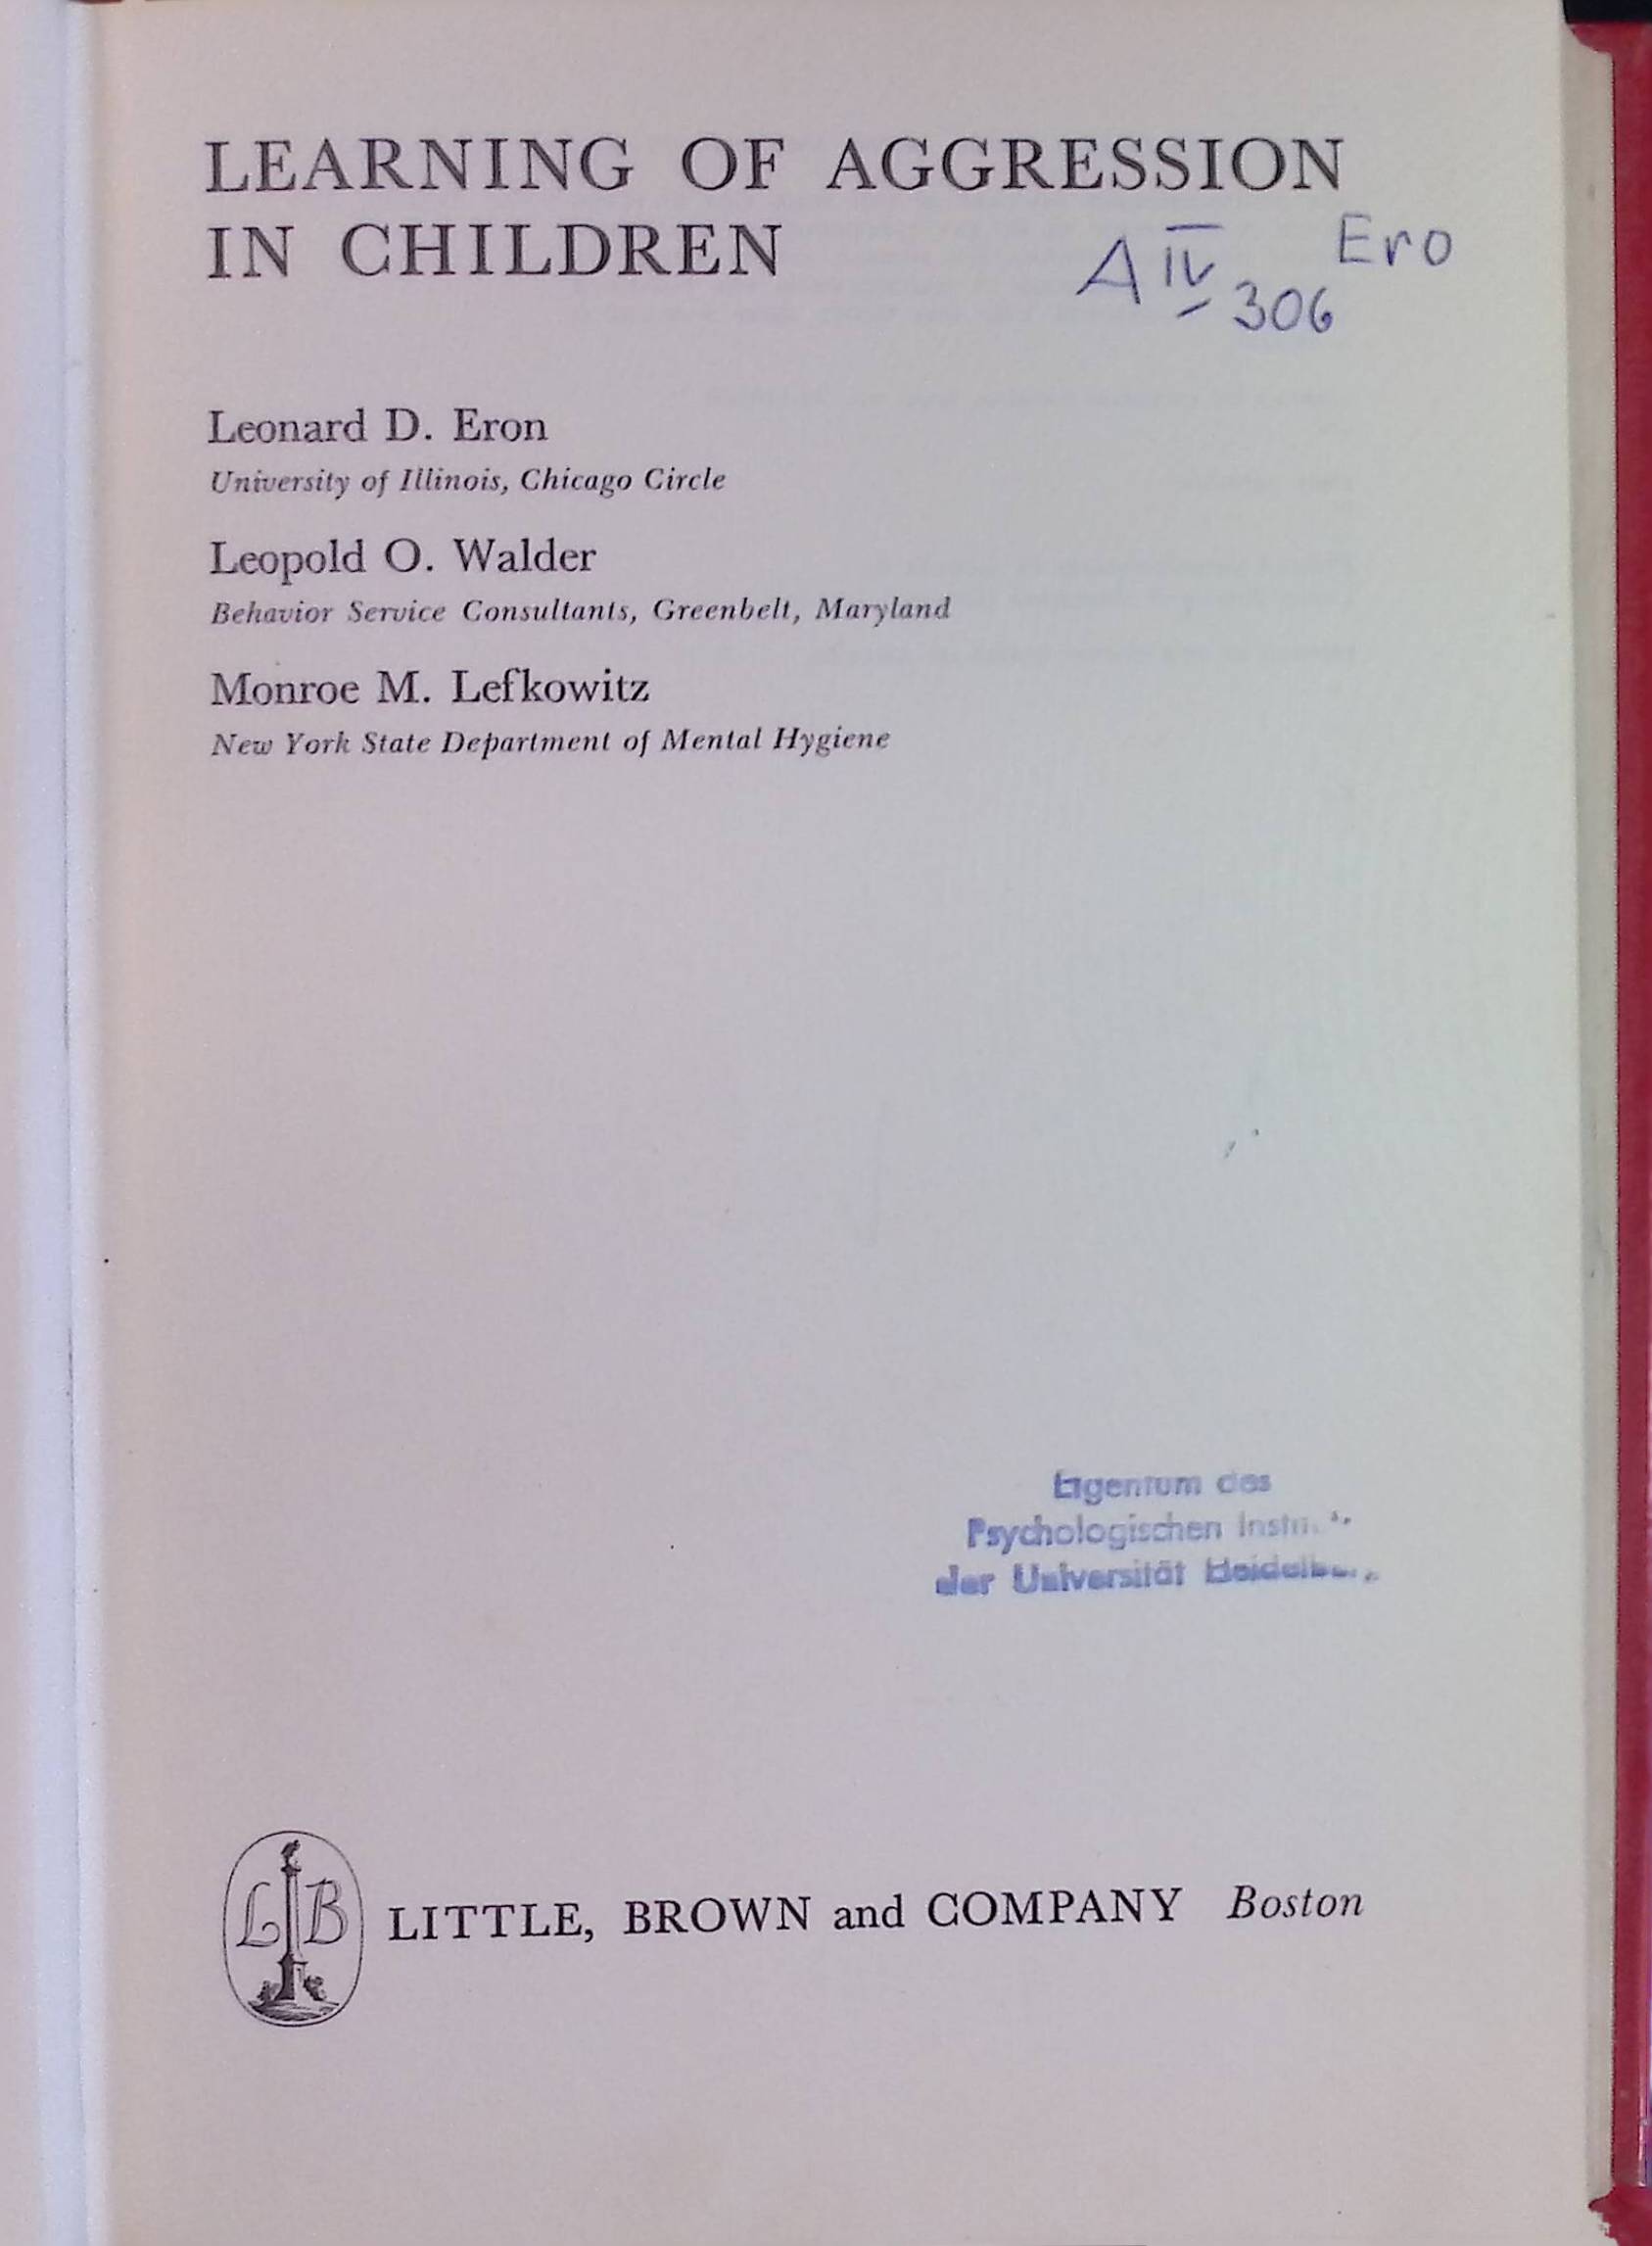 LEARNING OF AGGRESSION
IN CHILDREN
A IV 306 Ero
Leonard D. Eron
University of Illinois, Chicago Circle
Leopold O. Walder
Behavior Service Consultants, Greenbelt, Maryland
Monroe M. Lefkowitz
New York State Department of Mental Hygiene
Eigentum des
Psychologischen
der Universität
L B
LITTLE, BROWN and COMPANY Boston